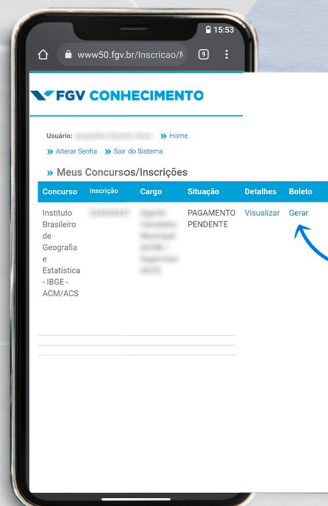 15:53
www50.fgv.br/Inscricao/
9
FGV CONHECIMENTO
Usuário: Home
Alterar Senha Sair do Sistema
Meus Concursos/Inscrições
Concurso Inscrição Cargo Situação Detalhes Boleto
Instituto PAGAMENTO Visualizar Gerar
Brasileiro PENDENTE
de
Geografia
e
Estatística
- IBGE -
ACM/ACS